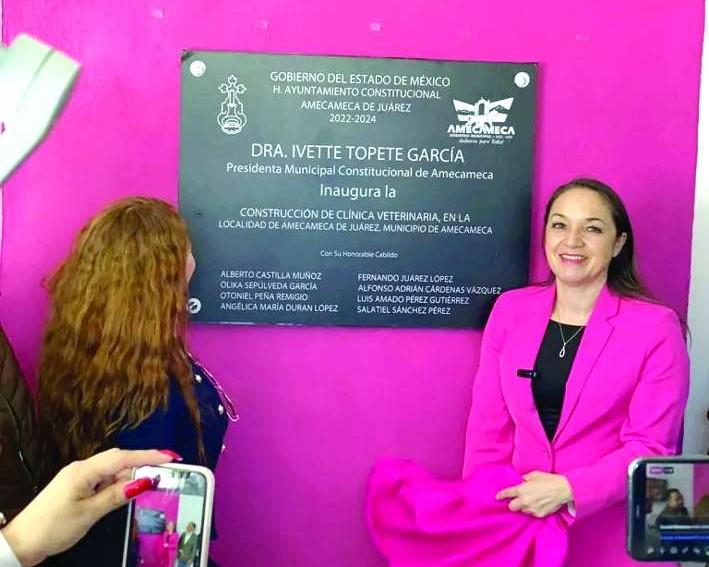 GOBIERNO DEL ESTADO DE MÉXICO
H. AYUNTAMIENTO CONSTITUCIONAL
AMECAMECA DE JUÁREZ
2022-2024
AMECAMECA
DRA. IVETTE TOPETE GARCÍA
Presidenta Municipal Constitucional de Amecameca
Inaugura la
CONSTRUCCIÓN DE CLÍNICA VETERINARIA, EN LA
LOCALIDAD DE AMECAMECA DE JUÁREZ, MUNICIPIO DE AMECAMECA
Con Su Honorable Cabildo
ALBERTO CASTILLA MUÑOZ
OLIKA SEPÚLVEDA GARCÍA
OTONIEL PEÑA REMIGIO
ANGÉLICA MARÍA DURAN LÓPEZ
FERNANDO JUÁREZ LÓPEZ
ALFONSO ADRIÁN CÁRDENAS VÁZQUEZ
LUIS AMADO PÉREZ GUTIÉRREZ
SALATIEL SÁNCHEZ PÉREZ